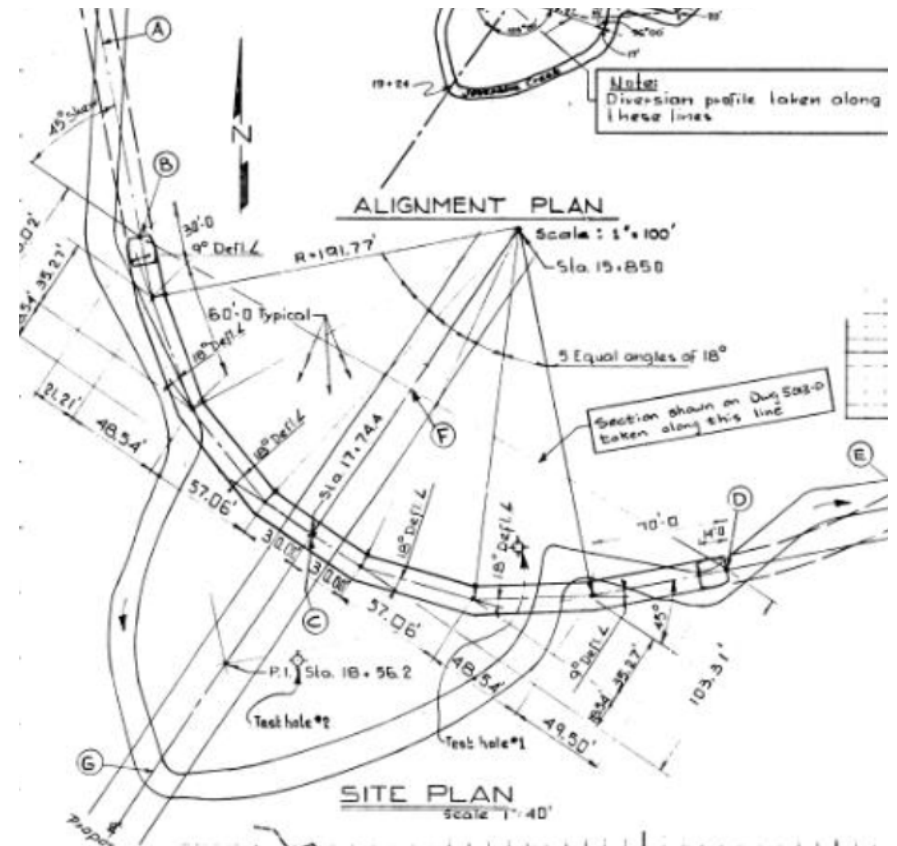 A
19+24
Josephine Creek
Note:
Diversion profile taken along
these lines
45° Skew
N
B
ALIGNMENT PLAN
Scale: 1"=100'
30'-0
9° Defl.∠
R=191.77'
Sta. 15+85.0
35.27'
60'-0 Typical
18° Defl.∠
5 Equal angles of 18°
Section shown on Dwg 5013-D
taken along this line
21.21'
48.54'
18° Defl.∠
Sta. 17+74.4
F
E
57.06'
D
70'-0
14'-0
18° Defl.∠
18° Defl.∠
30.00'
30.00'
C
57.06'
45°
9° Defl.∠
35.27'
103.31'
P.I. Sta. 18+56.2
48.54'
Test hole #2
Test hole #1
49.50'
G
SITE PLAN
Scale 1"=40'